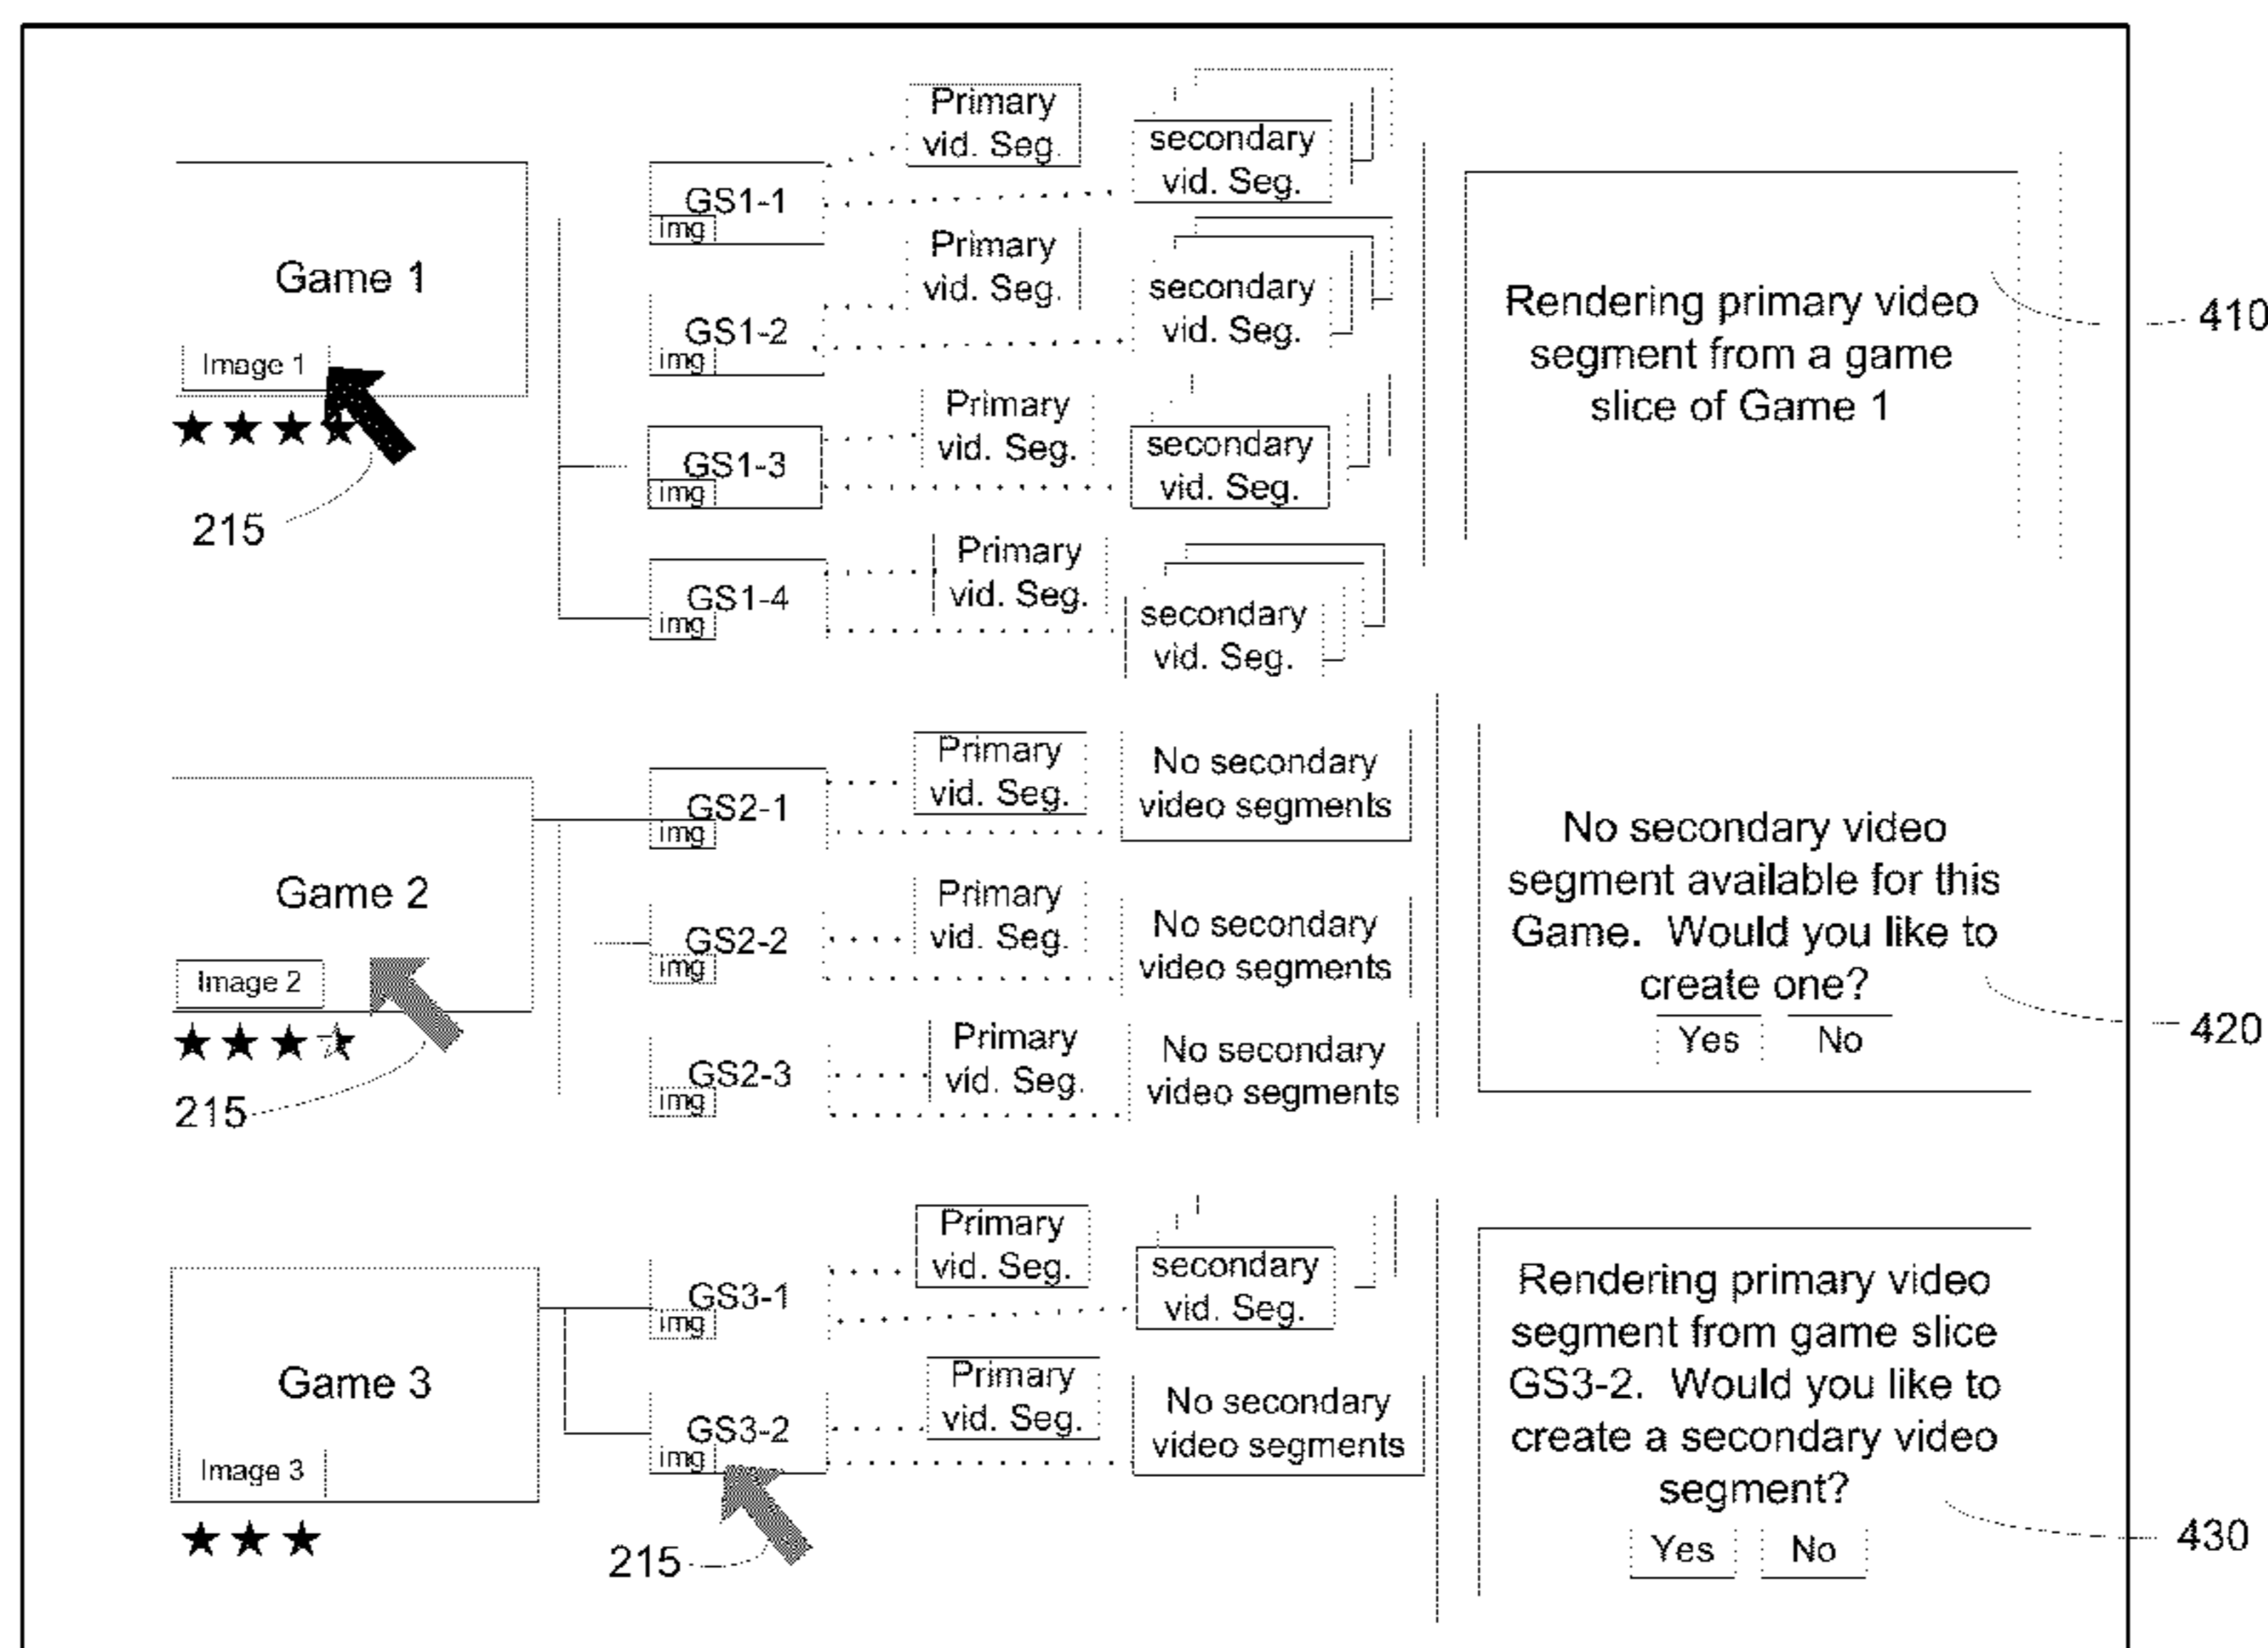 Game 1
Image 1
215
GS1-1
img
Primary
vid. Seg.
secondary
vid. Seg.
GS1-2
img
Primary
vid. Seg.
secondary
vid. Seg.
GS1-3
img
Primary
vid. Seg.
secondary
vid. Seg.
GS1-4
img
Primary
vid. Seg.
secondary
vid. Seg.
Rendering primary video
segment from a game
slice of Game 1
410
Game 2
Image 2
215
GS2-1
img
Primary
vid. Seg.
No secondary
video segments
GS2-2
img
Primary
vid. Seg.
No secondary
video segments
GS2-3
img
Primary
vid. Seg.
No secondary
video segments
No secondary video
segment available for this
Game. Would you like to
create one?
Yes No
420
Game 3
Image 3
GS3-1
img
Primary
vid. Seg.
secondary
vid. Seg.
GS3-2
img
Primary
vid. Seg.
No secondary
video segments
215
Rendering primary video
segment from game slice
GS3-2. Would you like to
create a secondary video
segment?
Yes No
430